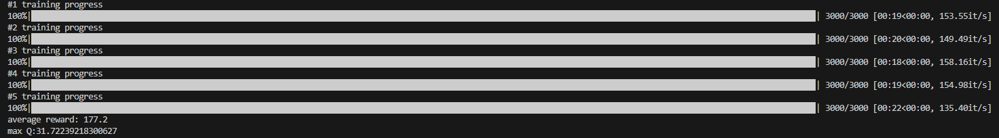 #1 training progress
100%| | 3000/3000 [00:19<00:00, 153.55it/s]
#2 training progress
100%| | 3000/3000 [00:20<00:00, 149.49it/s]
#3 training progress
100%| | 3000/3000 [00:18<00:00, 158.16it/s]
#4 training progress
100%| | 3000/3000 [00:19<00:00, 154.98it/s]
#5 training progress
100%| | 3000/3000 [00:22<00:00, 135.40it/s]
average reward: 177.2
max Q:31.72239218300627